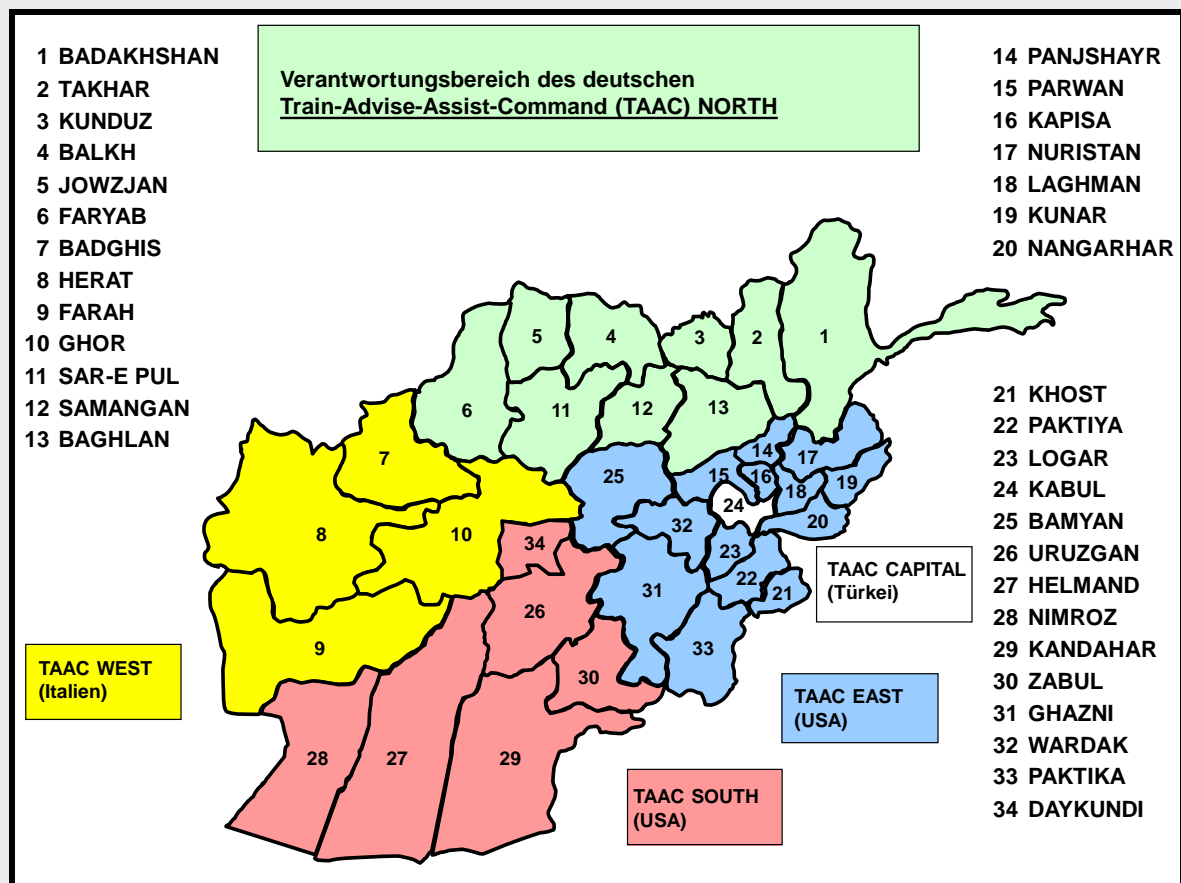 1 BADAKHSHAN
2 TAKHAR
3 KUNDUZ
4 BALKH
5 JOWZJAN
6 FARYAB
7 BADGHIS
8 HERAT
9 FARAH
10 GHOR
11 SAR-E PUL
12 SAMANGAN
13 BAGHLAN
Verantwortungsbereich des deutschen
Train-Advise-Assist-Command (TAAC) NORTH
14 PANJSHAYR
15 PARWAN
16 KAPISA
17 NURISTAN
18 LAGHMAN
19 KUNAR
20 NANGARHAR
21 KHOST
22 PAKTIYA
23 LOGAR
24 KABUL
25 BAMYAN
26 URUZGAN
27 HELMAND
28 NIMROZ
29 KANDAHAR
30 ZABUL
31 GHAZNI
32 WARDAK
33 PAKTIKA
34 DAYKUNDI
1
2
3
4
5
6
11
12
13
7
8
10
9
25
14
15
16
17
18
19
20
24
32
23
22
21
31
33
34
26
30
28
27
29
TAAC CAPITAL
(Türkei)
TAAC WEST
(Italien)
TAAC EAST
(USA)
TAAC SOUTH
(USA)